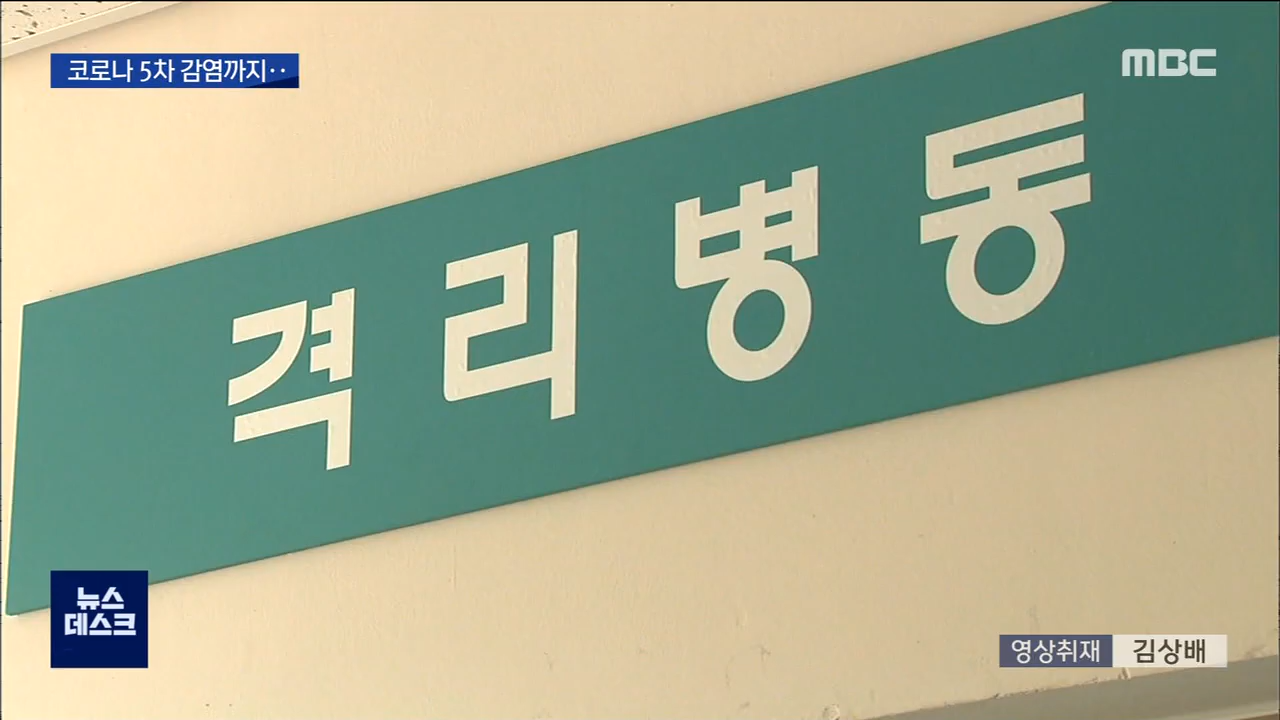 코로나 5차 감염까지‥
MBC
격리병동
뉴스
데스크
영상취재 김상배